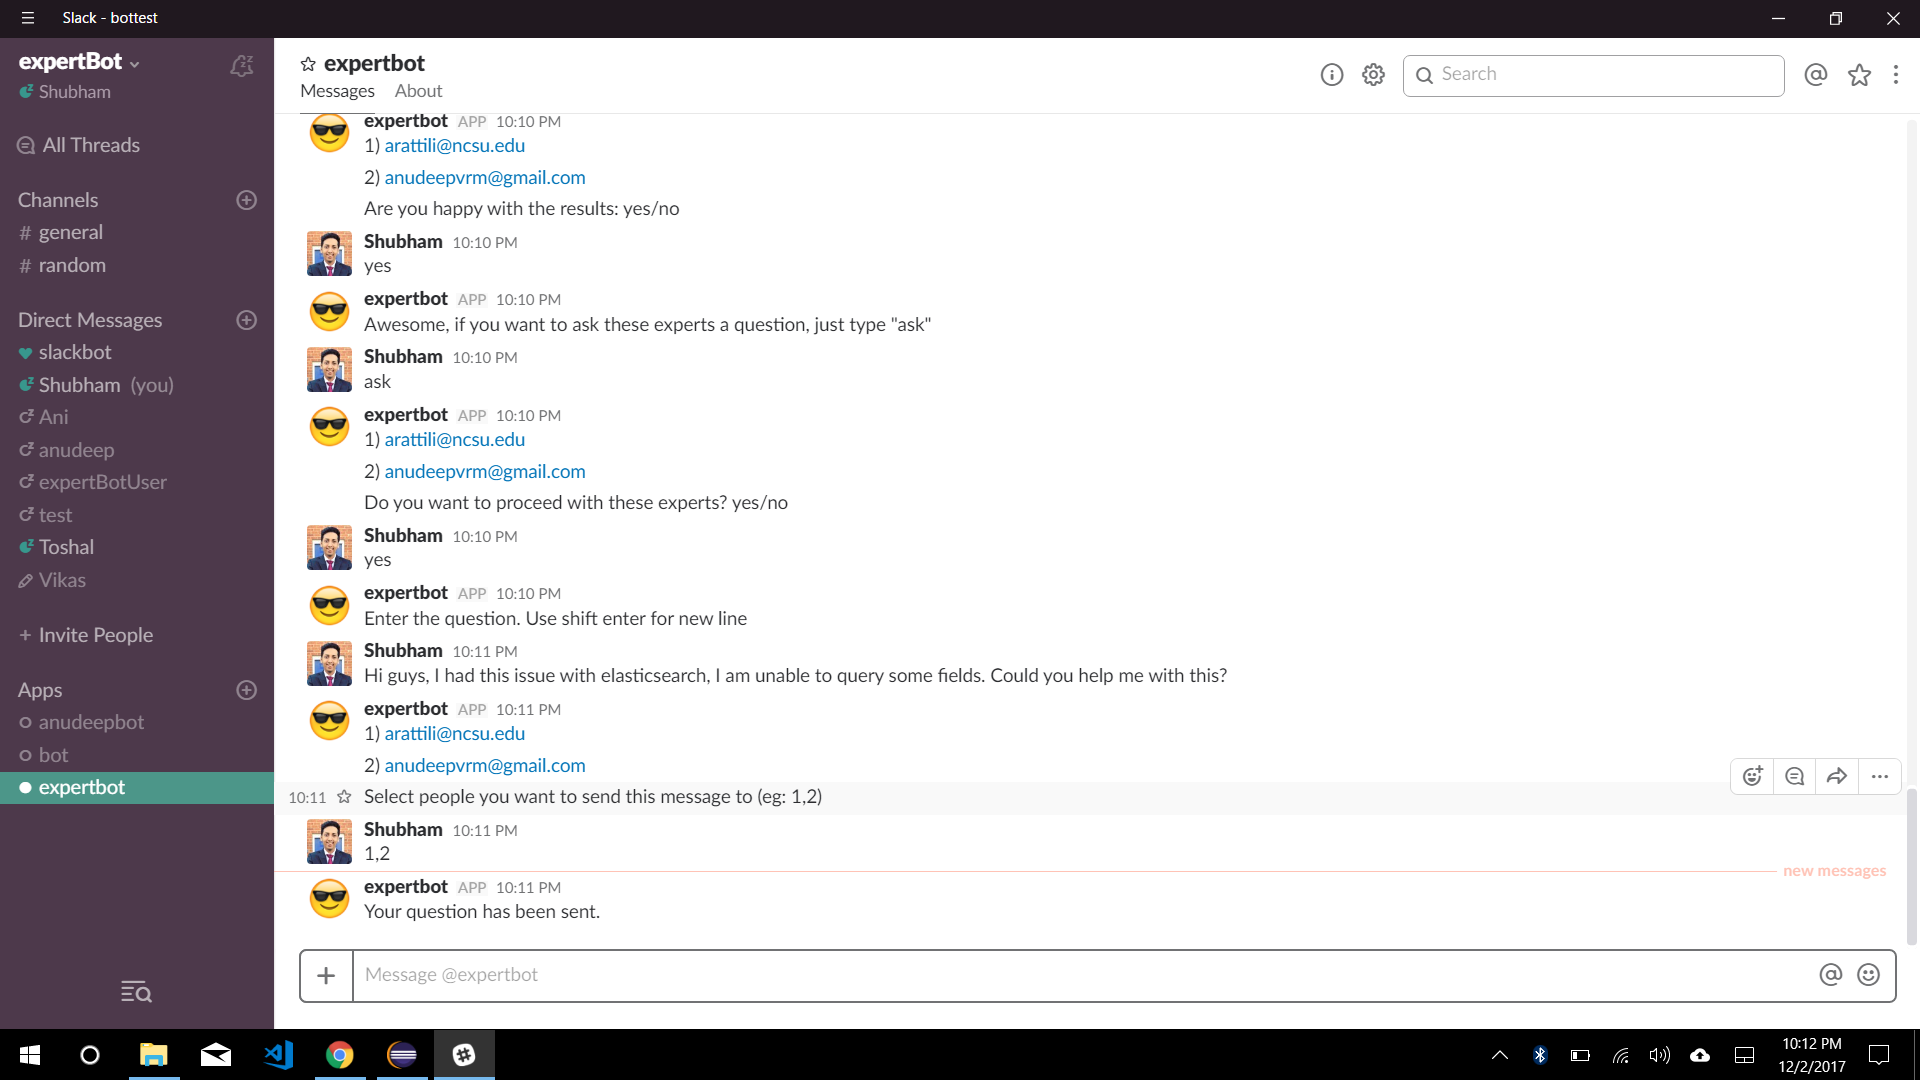 Slack - bottest
expertBot
Shubham
All Threads
Channels
# general
# random
Direct Messages
slackbot
Shubham (you)
Ani
anudeep
expertBotUser
test
Toshal
Vikas
+ Invite People
Apps
anudeepbot
bot
expertbot
expertbot
Messages About
Search
expertbot APP 10:10 PM
1) arattili@ncsu.edu
2) anudeepvrm@gmail.com
Are you happy with the results: yes/no
Shubham 10:10 PM
yes
expertbot APP 10:10 PM
Awesome, if you want to ask these experts a question, just type "ask"
Shubham 10:10 PM
ask
expertbot APP 10:10 PM
1) arattili@ncsu.edu
2) anudeepvrm@gmail.com
Do you want to proceed with these experts? yes/no
Shubham 10:10 PM
yes
expertbot APP 10:10 PM
Enter the question. Use shift enter for new line
Shubham 10:11 PM
Hi guys, I had this issue with elasticsearch, I am unable to query some fields. Could you help me with this?
expertbot APP 10:11 PM
1) arattili@ncsu.edu
2) anudeepvrm@gmail.com
10:11 Select people you want to send this message to (eg: 1,2)
Shubham 10:11 PM
1,2
new messages
expertbot APP 10:11 PM
Your question has been sent.
Message @expertbot
10:12 PM
12/2/2017